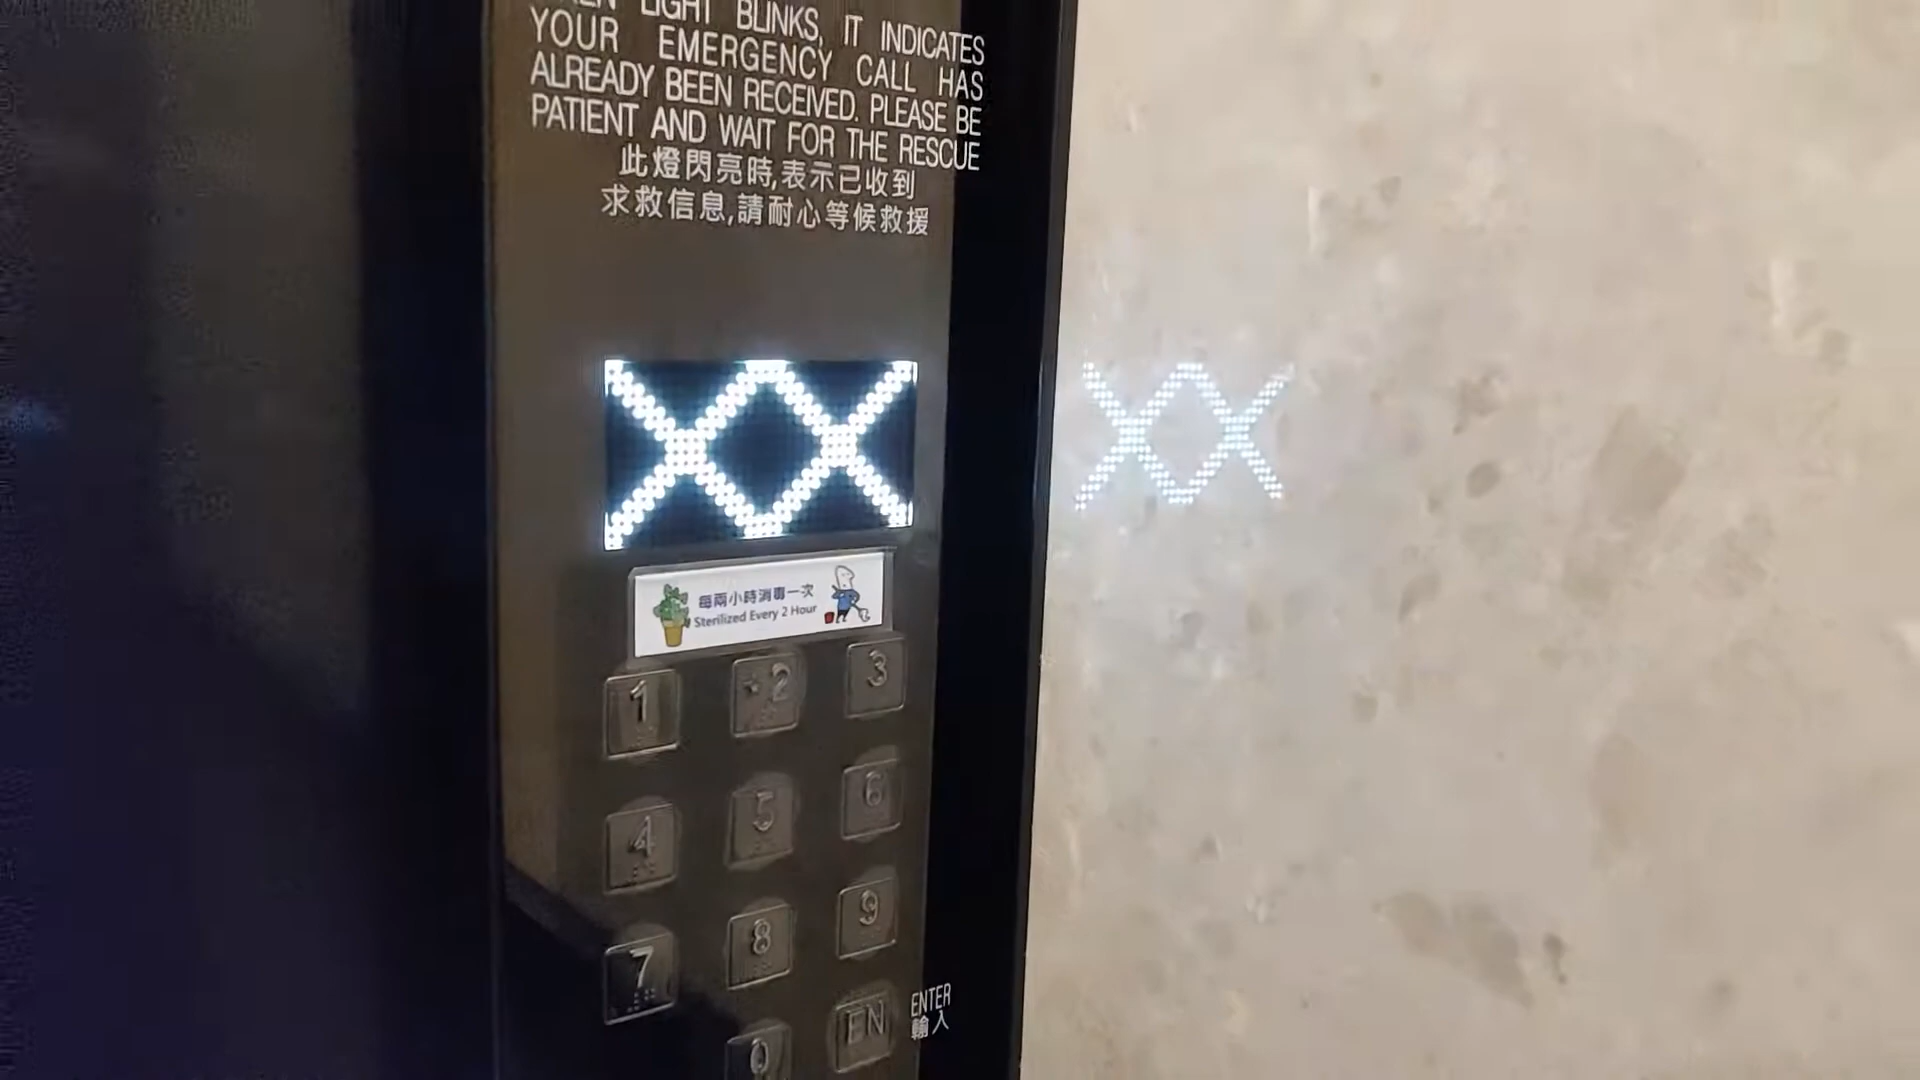 LIGHT BLINKS, IT INDICATES
YOUR EMERGENCY CALL HAS
ALREADY BEEN RECEIVED. PLEASE BE
PATIENT AND WAIT FOR THE RESCUE
此燈閃亮時,表示已收到
求救信息,請耐心等候救援
XX
每兩小時消毒一次
Sterilized Every 2 Hour
1 2 3
4 5 6
7 8 9
0 EN
ENTER
輸入